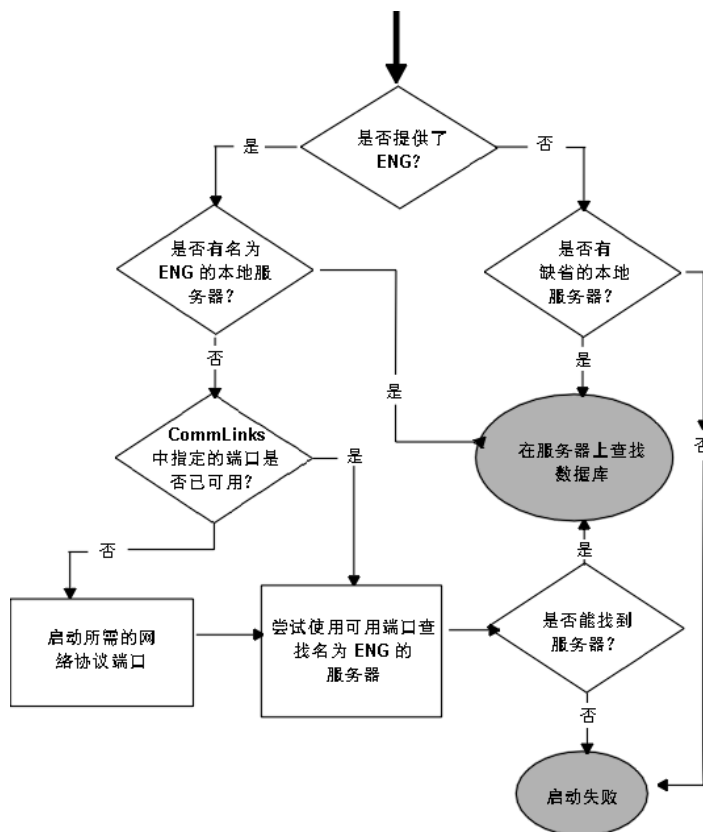 是否提供了
ENG?
是
否
是否有名为
ENG 的本地服
务器?
是否有
缺省的本地
服务器?
否
是
是
否
CommLinks
中指定的端口是
否已可用?
是
在服务器上查找
数据库
否
是
启动所需的网
络协议端口
尝试使用可用端口查
找名为 ENG 的
服务器
是否能找到
服务器?
否
启动失败